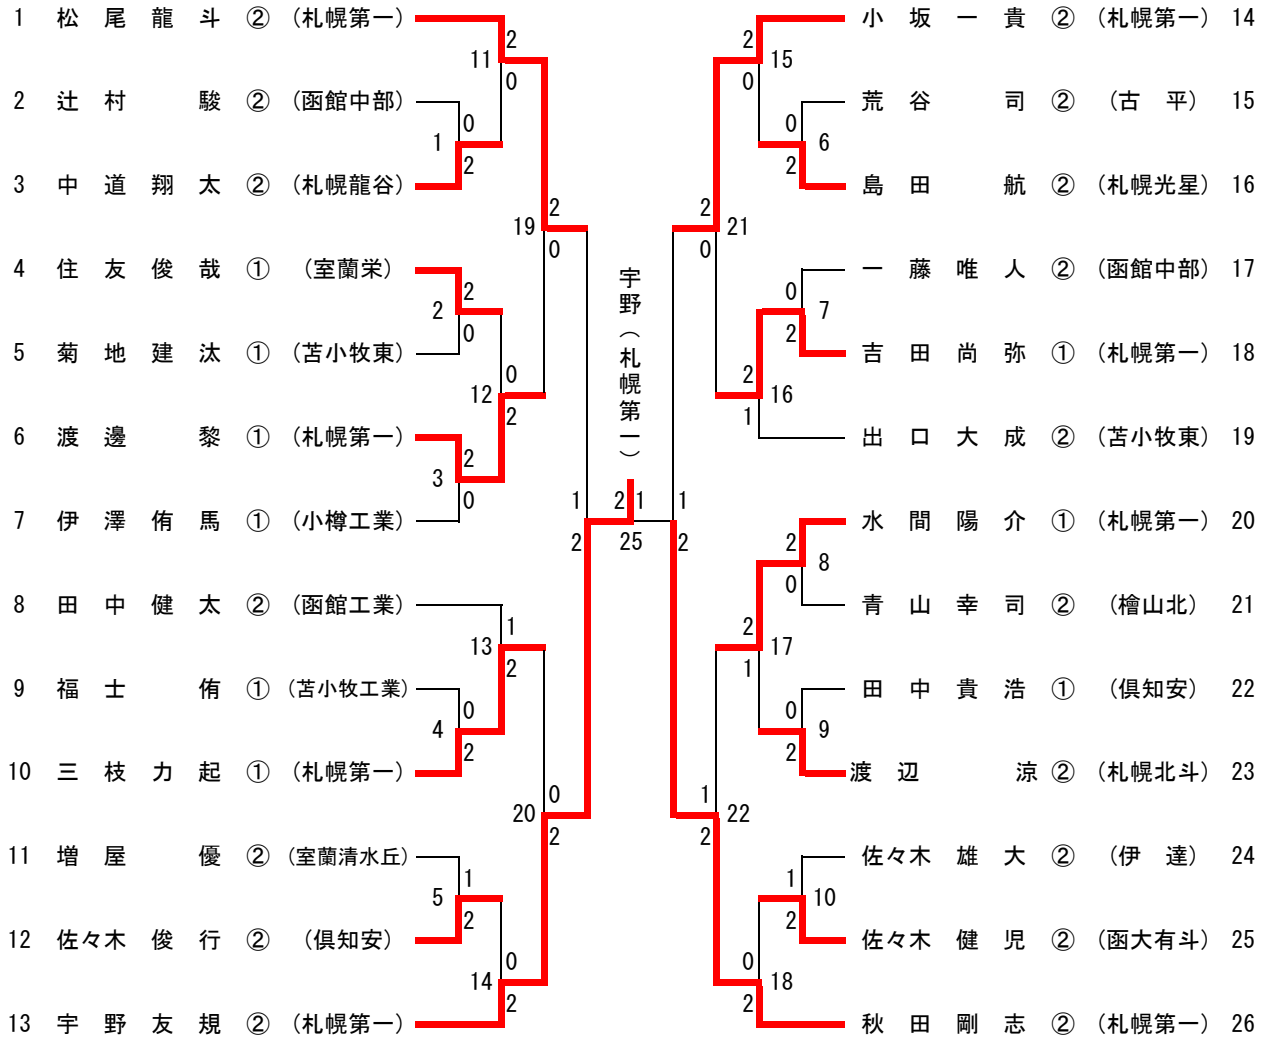 1 松尾龍斗 ② (札幌第一)
2
11
0
2 辻村 駿 ② (函館中部)
0
1
2
3 中道翔太 ② (札幌龍谷)
2
19
0
4 住友俊哉 ① (室蘭栄)
2
2
0
5 菊地建汰 ① (苫小牧東)
0
12
2
6 渡邊 黎 ① (札幌第一)
2
3
0
7 伊澤侑馬 ① (小樽工業)
1
2
8 田中健太 ② (函館工業)
1
13
2
9 福士 侑 ① (苫小牧工業)
0
4
2
10 三枝力起 ① (札幌第一)
0
20
2
11 増屋 優 ② (室蘭清水丘)
1
5
2
12 佐々木俊行 ② (倶知安)
0
14
2
13 宇野友規 ② (札幌第一)
宇野(札幌第一)
2 1
25
小坂一貴 ② (札幌第一) 14
2
15
0
荒谷 司 ② (古平) 15
0
6
2
島田 航 ② (札幌光星) 16
2
21
0
一藤唯人 ② (函館中部) 17
0
7
2
吉田尚弥 ① (札幌第一) 18
2
16
1
出口大成 ② (苫小牧東) 19
1
2
水間陽介 ① (札幌第一) 20
2
8
0
青山幸司 ② (檜山北) 21
2
17
1
田中貴浩 ① (倶知安) 22
0
9
2
渡辺 涼 ② (札幌北斗) 23
1
22
2
佐々木雄大 ② (伊達) 24
1
10
2
佐々木健児 ② (函大有斗) 25
0
18
2
秋田剛志 ② (札幌第一) 26